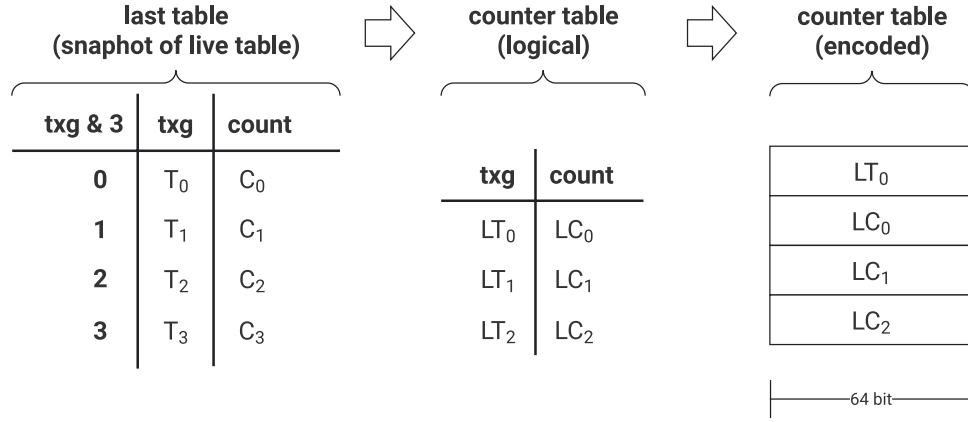 last table
(snaphot of live table)
txg & 3 txg count
0 T₀ C₀
1 T₁ C₁
2 T₂ C₂
3 T₃ C₃
counter table
(logical)
txg count
LT₀ LC₀
LT₁ LC₁
LT₂ LC₂
counter table
(encoded)
LT₀
LC₀
LC₁
LC₂
64 bit